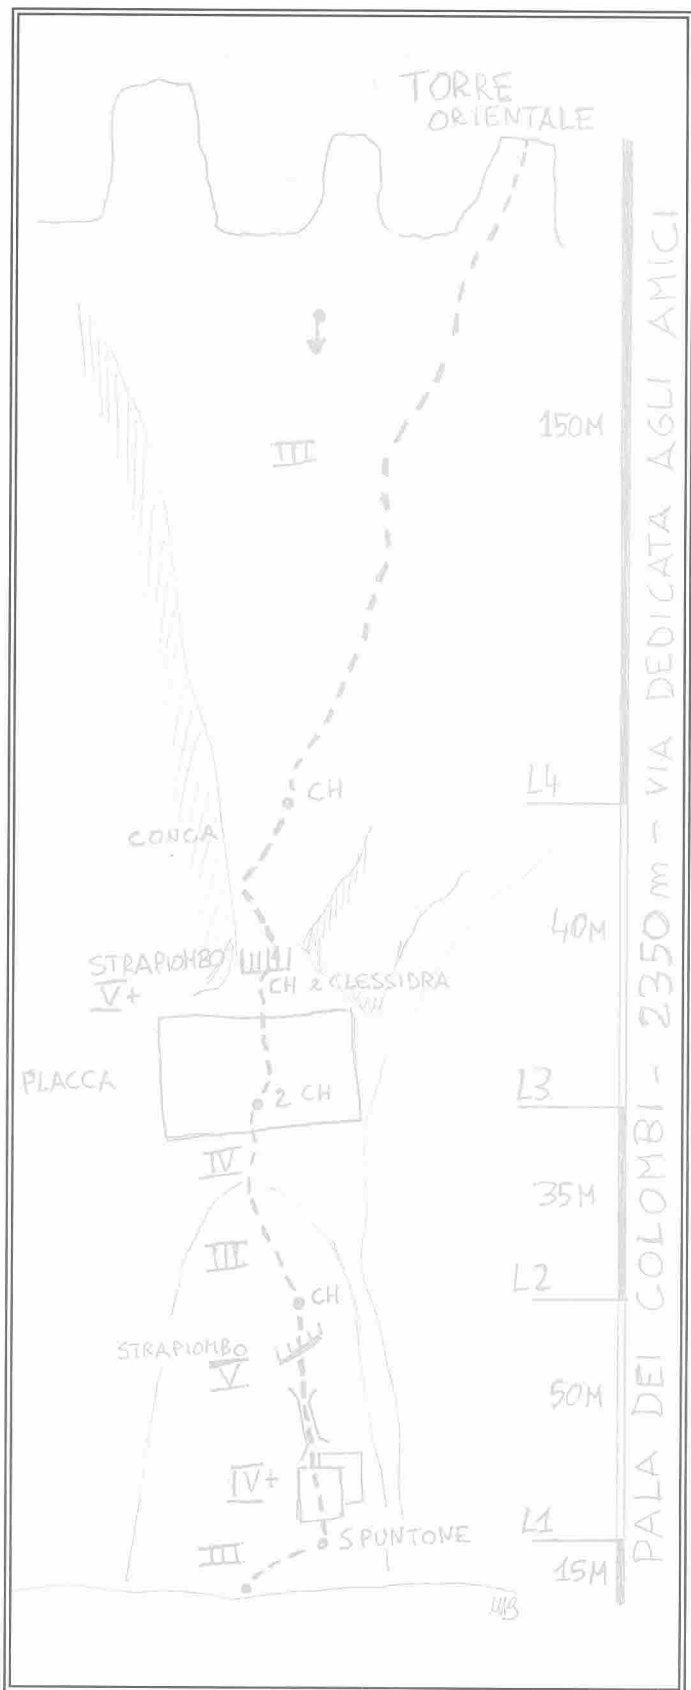 TORRE
ORIENTALE
150M
III
L4
CH
CONCA
40M
STRAPIOMBO
V+
CH e CLESSIDRA
PLACCA
2 CH
L3
IV
35M
III
L2
CH
STRAPIOMBO
V
50M
IV+
L1
SPUNTONE
III
15M
PALA DEI COLOMBI - 2350m - VIA DEDICATA AGLI AMICI